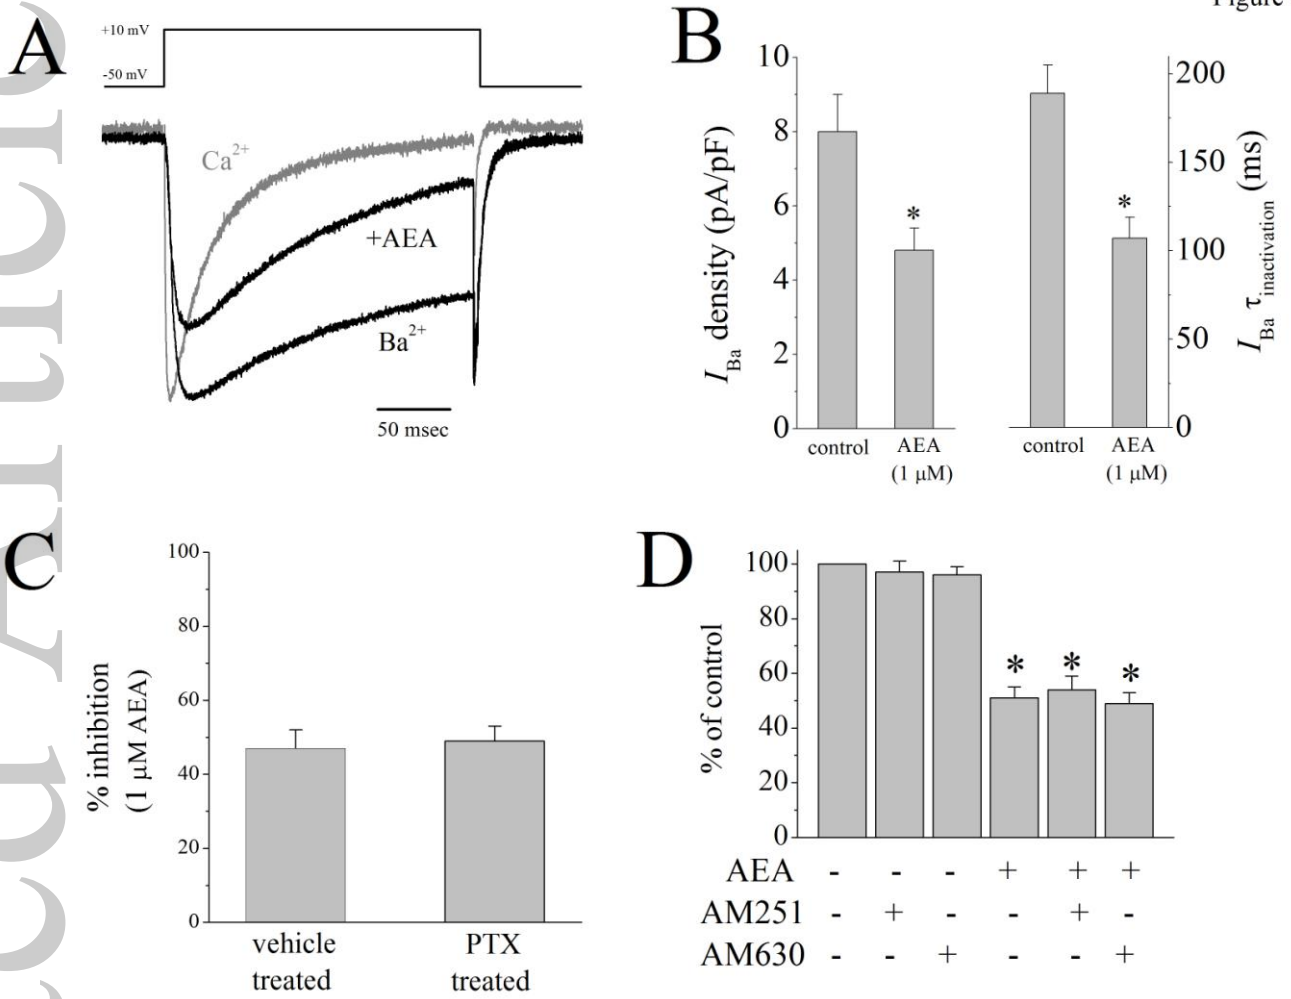 Figure
A
+10 mV
-50 mV
Ca2+
+AEA
Ba2+
50 msec
B
10
8
6
4
2
0
IBa density (pA/pF)
control
AEA
(1 μM)
200
150
100
50
0
IBa τinactivation (ms)
*
*
control
AEA
(1 μM)
C
100
80
60
40
20
0
% inhibition
(1 μM AEA)
vehicle
treated
PTX
treated
D
100
80
60
40
20
0
% of control
* * *
AEA - - - + + +
AM251 - + - - + -
AM630 - - + - - +